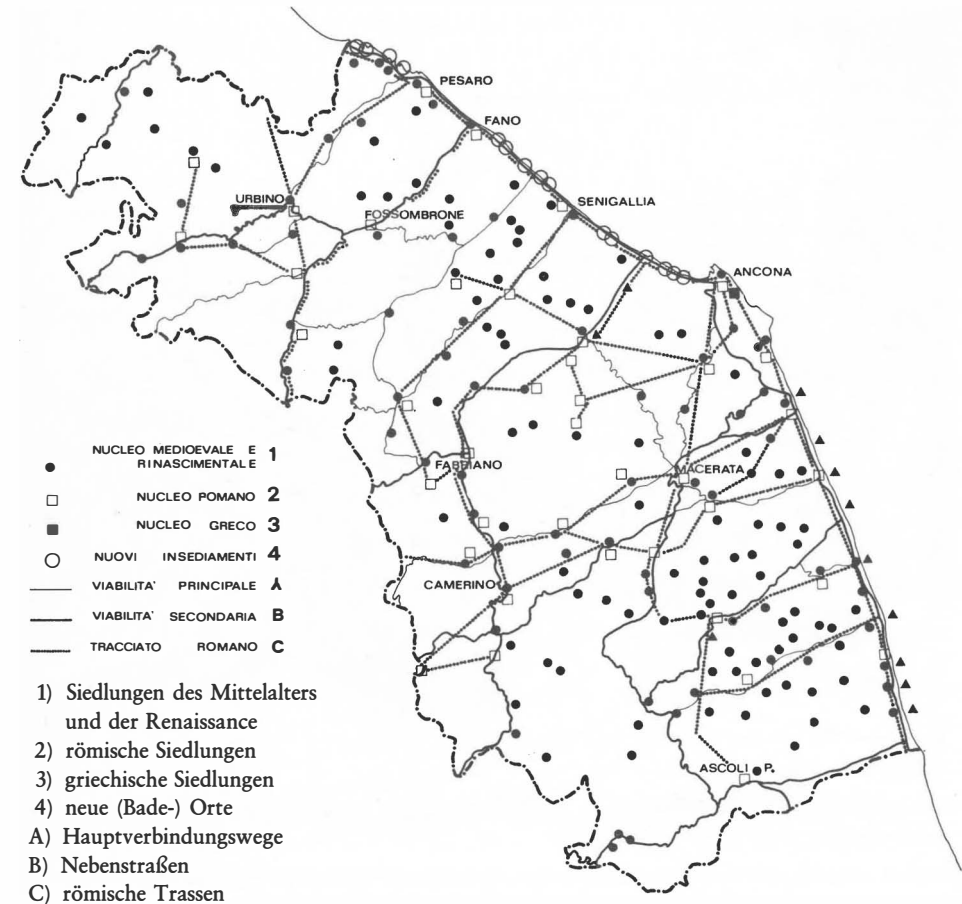 PESARO
FANO
URBINO
FOSSOMBRONE
SENIGALLIA
ANCONA
FABRIANO
MACERATA
CAMERINO
ASCOLI P.
NUCLEO MEDIOEVALE E 1
RINASCIMENTALE
NUCLEO POMANO 2
NUCLEO GRECO 3
NUOVI INSEDIAMENTI 4
VIABILITA' PRINCIPALE A
VIABILITA' SECONDARIA B
TRACCIATO ROMANO C
1) Siedlungen des Mittelalters
und der Renaissance
2) römische Siedlungen
3) griechische Siedlungen
4) neue (Bade-) Orte
A) Hauptverbindungswege
B) Nebenstraßen
C) römische Trassen